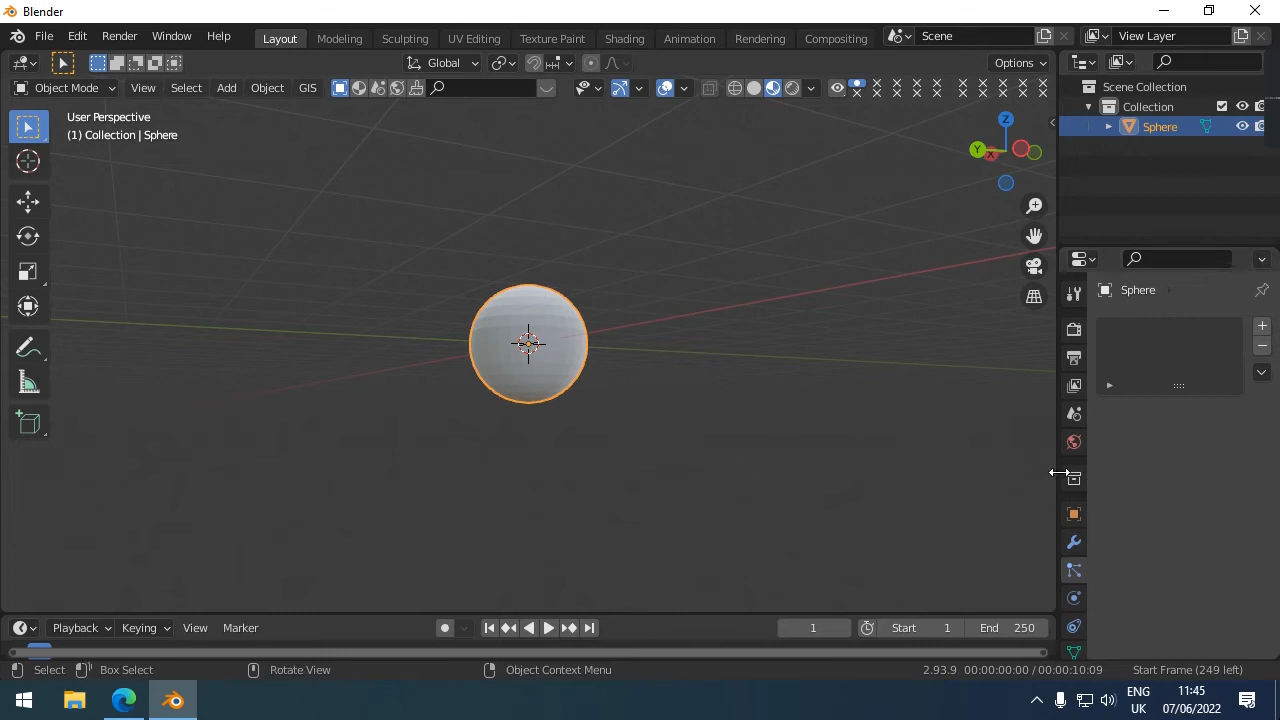 Blender
File Edit Render Window Help
Layout Modeling Sculpting UV Editing Texture Paint Shading Animation Rendering Compositing
Scene
View Layer
Global
Options
Object Mode View Select Add Object GIS
User Perspective
(1) Collection | Sphere
Z
Y
X
Scene Collection
Collection
Sphere
Sphere
Playback Keying View Marker
1
Start 1
End 250
Select Box Select Rotate View Object Context Menu
2.93.9 00:00:00:00 / 00:00:10:09 Start Frame (249 left)
ENG
UK
11:45
07/06/2022